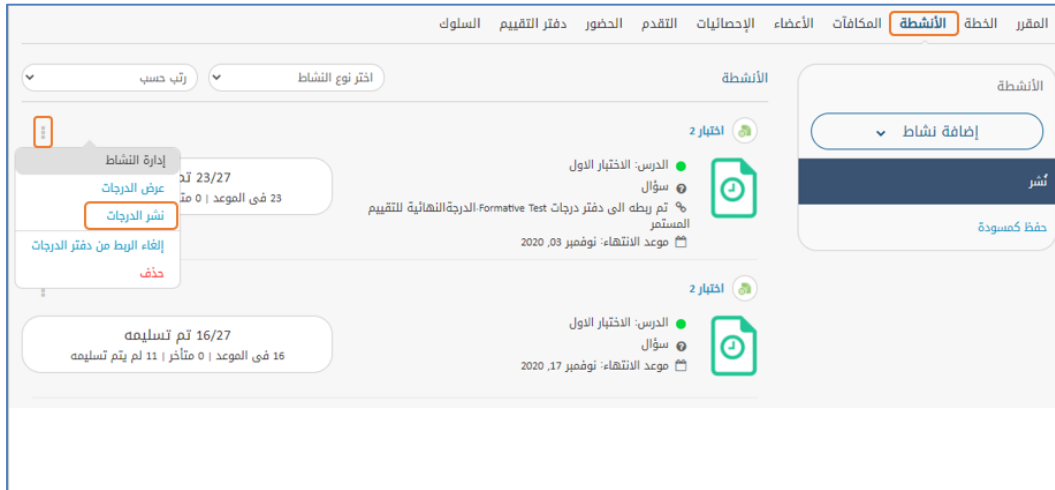 المقرر الخطة الأنشطة المكافآت الأعضاء الإحصائيات التقدم الحضور دفتر التقييم السلوك
الأنشطة
إضافة نشاط
نُشر
حفظ كمسودة
الأنشطة
اختر نوع النشاط
رتب حسب
اختبار 2
الدرس: الاختبار الاول
سؤال
تم ربطه الى دفتر درجات Formative Test-الدرجةالنهائية للتقييم
المستمر
موعد الانتهاء: نوفمبر 03, 2020
23/27
23 فى الموعد | 0
إدارة النشاط
عرض الدرجات
نشر الدرجات
إلغاء الربط من دفتر الدرجات
حذف
اختبار 2
الدرس: الاختبار الاول
سؤال
موعد الانتهاء: نوفمبر 17, 2020
16/27 تم تسليمه
16 فى الموعد | 0 متأخر | 11 لم يتم تسليمه